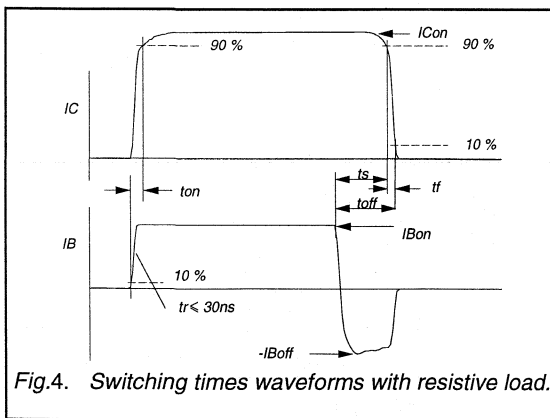 ICon
90 %
90 %
IC
10 %
ts
ton
tf
toff
IBon
IB
10 %
tr ⩽ 30ns
-IBoff
Fig.4. Switching times waveforms with resistive load.